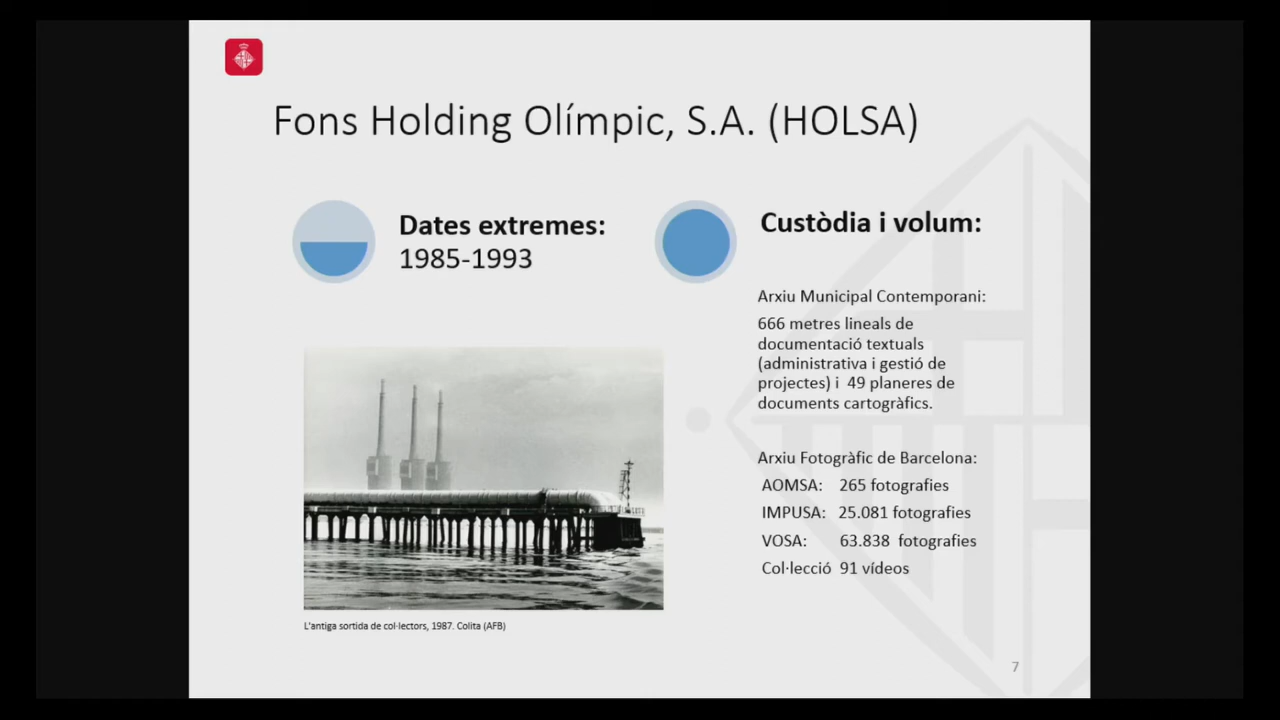 Fons Holding Olímpic, S.A. (HOLSA)
Dates extremes:
1985-1993
Custòdia i volum:
Arxiu Municipal Contemporani:
666 metres lineals de
documentació textuals
(administrativa i gestió de
projectes) i  49 planeres de
documents cartogràfics.
Arxiu Fotogràfic de Barcelona:
AOMSA: 265 fotografies
IMPUSA: 25.081 fotografies
VOSA: 63.838 fotografies
Col·lecció 91 vídeos
L'antiga sortida de col·lectors, 1987. Colita (AFB)
7